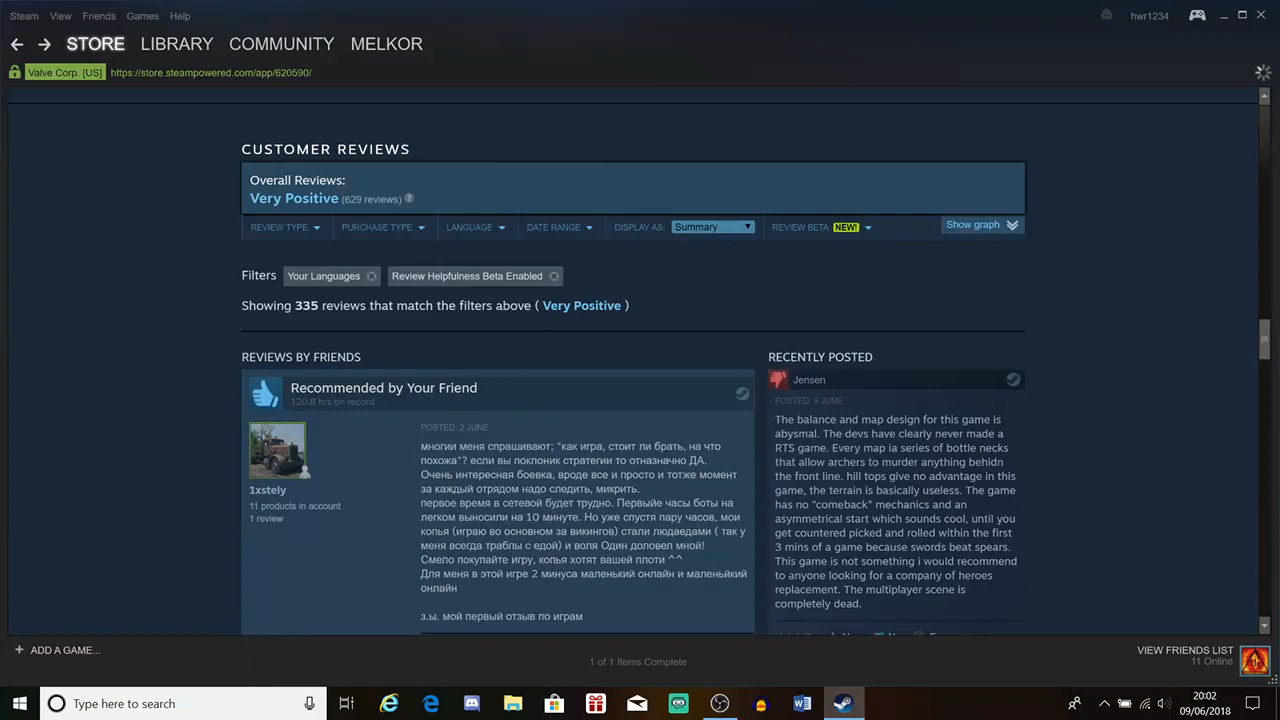 Steam View Friends Games Help
hwr1234
STORE LIBRARY COMMUNITY MELKOR
Valve Corp. [US] https://store.steampowered.com/app/620590/
CUSTOMER REVIEWS
Overall Reviews:
Very Positive (629 reviews) ?
REVIEW TYPE PURCHASE TYPE LANGUAGE DATE RANGE DISPLAY AS: Summary REVIEW BETA NEW! Show graph
Filters Your Languages Review Helpfulness Beta Enabled
Showing 335 reviews that match the filters above ( Very Positive )
REVIEWS BY FRIENDS
Recommended by Your Friend
120.8 hrs on record
1xstely
11 products in account
1 review
POSTED: 2 JUNE
многии меня спрашивают; "как игра, стоит ли брать, на что
похожа"? если вы поклоник стратегии то отназначно ДА.
Очень интересная боевка, вроде все и просто и тотже момент
за каждый отрядом надо следить, микрить.
первое время в сетевой будет трудно. Первыйе часы боты на
легком выносили на 10 минуте. Но уже спустя пару часов, мои
копья (играю во основном за викингов) стали людаедами ( так у
меня всегда траблы с едой) и воля Один доловел мной!
Смело покупайте игру, копья хотят вашей плоти ^^
Для меня в этой игре 2 минуса маленький онлайн и маленьйкий
онлайн
з.ы. мой первый отзыв по играм
RECENTLY POSTED
Jensen
POSTED: 9 JUNE
The balance and map design for this game is
abysmal. The devs have clearly never made a
RTS game. Every map ia series of bottle necks
that allow archers to murder anything behidn
the front line. hill tops give no advantage in this
game, the terrain is basically useless. The game
has no "comeback" mechanics and an
asymmetrical start which sounds cool, until you
get countered picked and rolled within the first
3 mins of a game because swords beat spears.
This game is not something i would recommend
to anyone looking for a company of heroes
replacement. The multiplayer scene is
completely dead.
+ ADD A GAME...
1 of 1 Items Complete
VIEW FRIENDS LIST
11 Online
Type here to search
20:02
09/06/2018